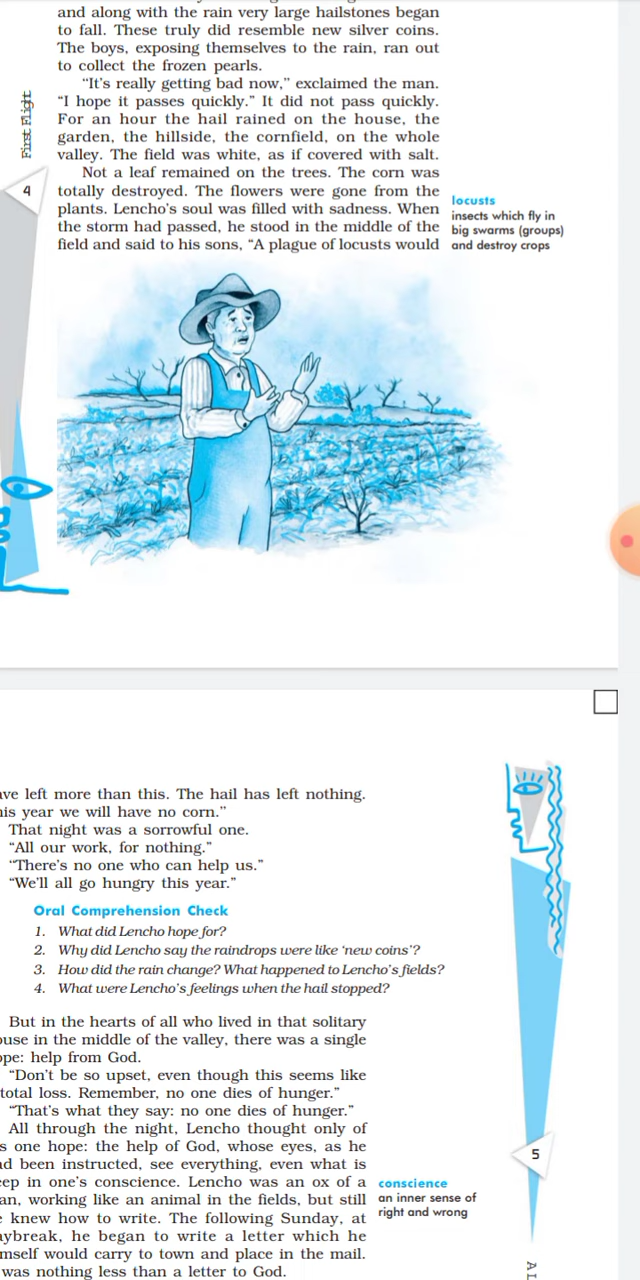 and along with the rain very large hailstones began
to fall. These truly did resemble new silver coins.
The boys, exposing themselves to the rain, ran out
to collect the frozen pearls.
"It's really getting bad now," exclaimed the man.
"I hope it passes quickly." It did not pass quickly.
For an hour the hail rained on the house, the
garden, the hillside, the cornfield, on the whole
valley. The field was white, as if covered with salt.
Not a leaf remained on the trees. The corn was
totally destroyed. The flowers were gone from the
plants. Lencho's soul was filled with sadness. When
the storm had passed, he stood in the middle of the
field and said to his sons, "A plague of locusts would
First Flight
4
locusts
insects which fly in
big swarms (groups)
and destroy crops
left more than this. The hail has left nothing.
year we will have no corn."
That night was a sorrowful one.
"All our work, for nothing."
"There's no one who can help us."
"We'll all go hungry this year."
Oral Comprehension Check
1. What did Lencho hope for?
2. Why did Lencho say the raindrops were like 'new coins'?
3. How did the rain change? What happened to Lencho's fields?
4. What were Lencho's feelings when the hail stopped?
But in the hearts of all who lived in that solitary
in the middle of the valley, there was a single
help from God.
"Don't be so upset, even though this seems like
total loss. Remember, no one dies of hunger."
"That's what they say: no one dies of hunger."
All through the night, Lencho thought only of
one hope: the help of God, whose eyes, as he
been instructed, see everything, even what is
in one's conscience. Lencho was an ox of a
working like an animal in the fields, but still
knew how to write. The following Sunday, at
he began to write a letter which he
would carry to town and place in the mail.
was nothing less than a letter to God.
conscience
an inner sense of
right and wrong
5